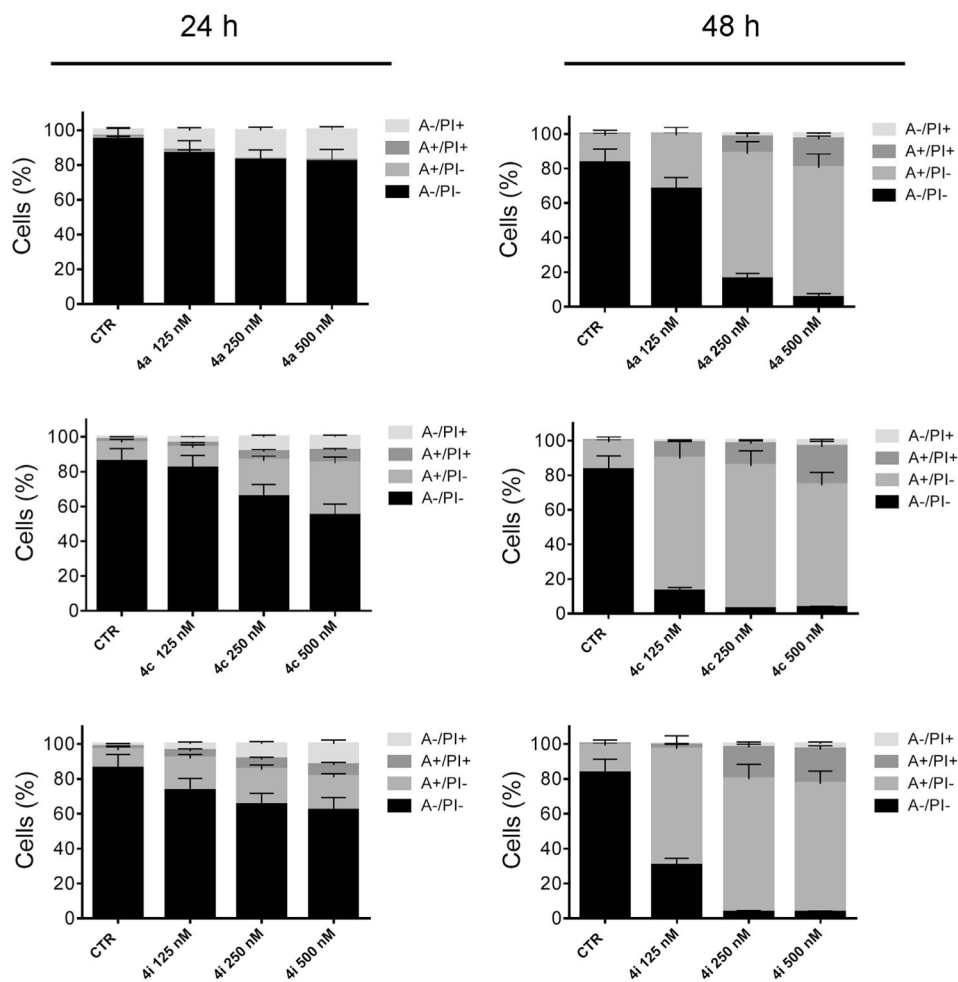 24 h
48 h
Cells (%)
100
80
60
40
20
0
CTR
4a 125 nM
4a 250 nM
4a 500 nM
A-/PI+
A+/PI+
A+/PI-
A-/PI-
Cells (%)
100
80
60
40
20
0
CTR
4a 125 nM
4a 250 nM
4a 500 nM
A-/PI+
A+/PI+
A+/PI-
A-/PI-
Cells (%)
100
80
60
40
20
0
CTR
4c 125 nM
4c 250 nM
4c 500 nM
A-/PI+
A+/PI+
A+/PI-
A-/PI-
Cells (%)
100
80
60
40
20
0
CTR
4c 125 nM
4c 250 nM
4c 500 nM
A-/PI+
A+/PI+
A+/PI-
A-/PI-
Cells (%)
100
80
60
40
20
0
CTR
4i 125 nM
4i 250 nM
4i 500 nM
A-/PI+
A+/PI+
A+/PI-
A-/PI-
Cells (%)
100
80
60
40
20
0
CTR
4i 125 nM
4i 250 nM
4i 500 nM
A-/PI+
A+/PI+
A+/PI-
A-/PI-